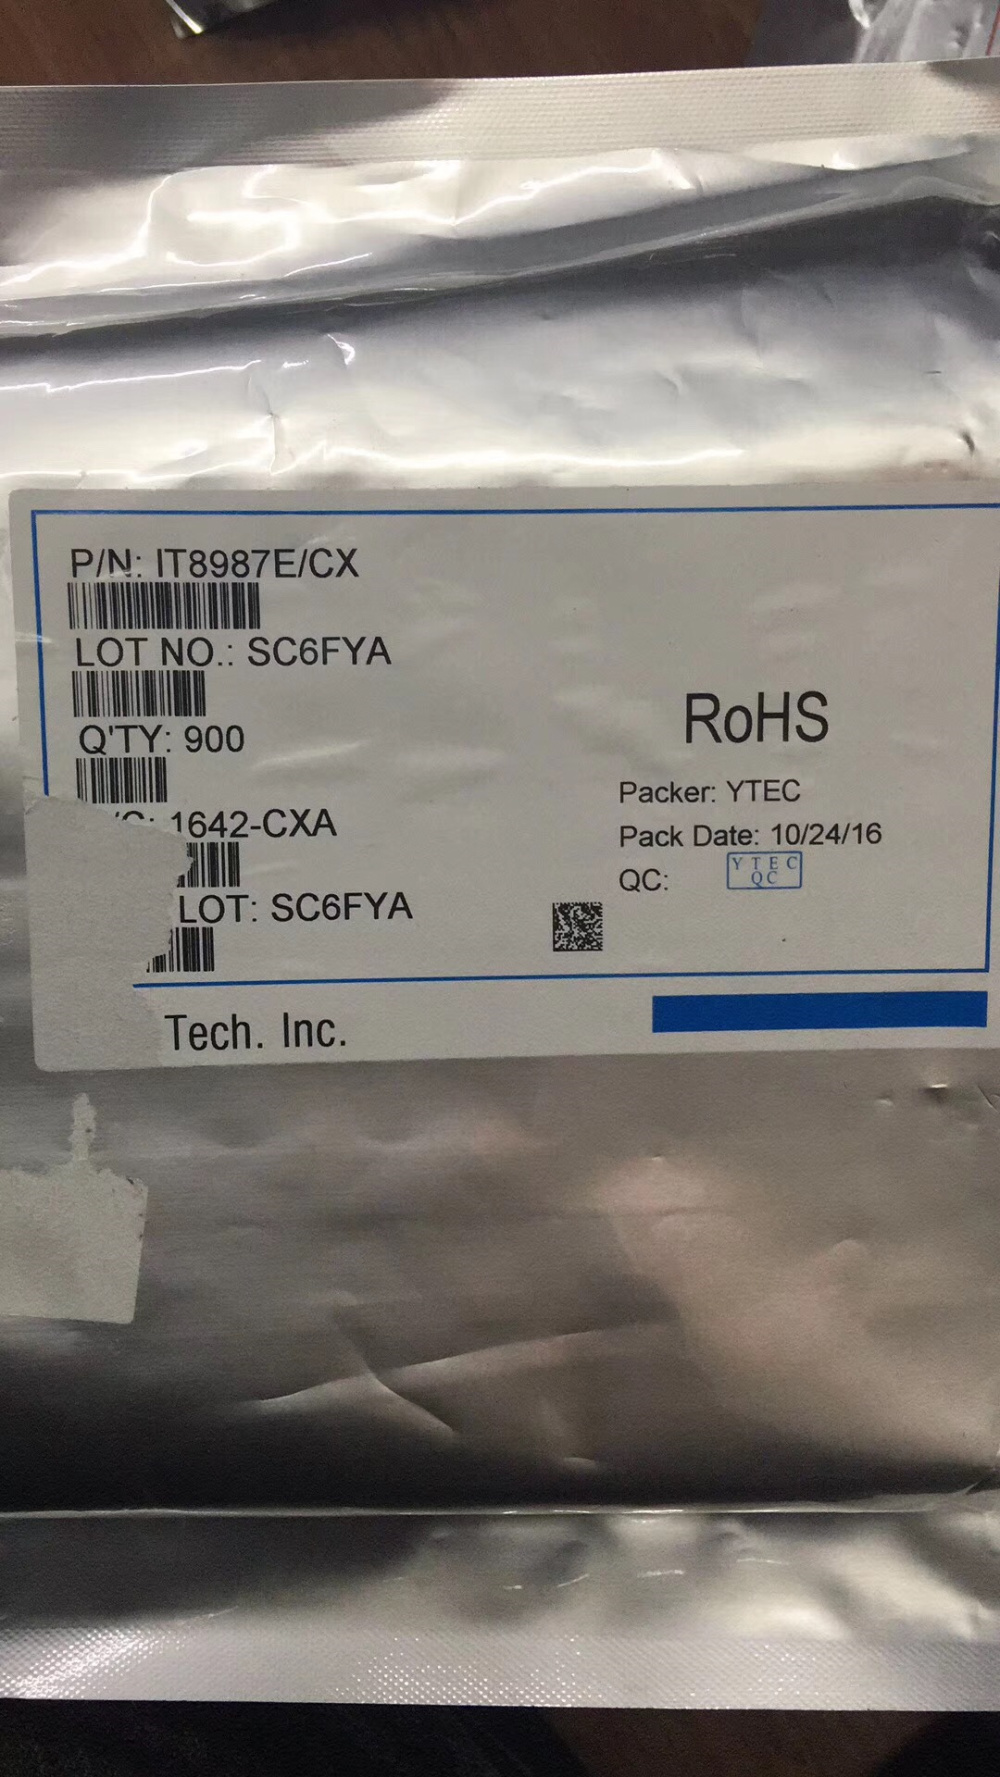 P/N: IT8987E/CX
LOT NO.: SC6FYA
Q'TY: 900
1642-CXA
LOT: SC6FYA
RoHS
Packer: YTEC
Pack Date: 10/24/16
QC:
YTEC
QC
Tech. Inc.